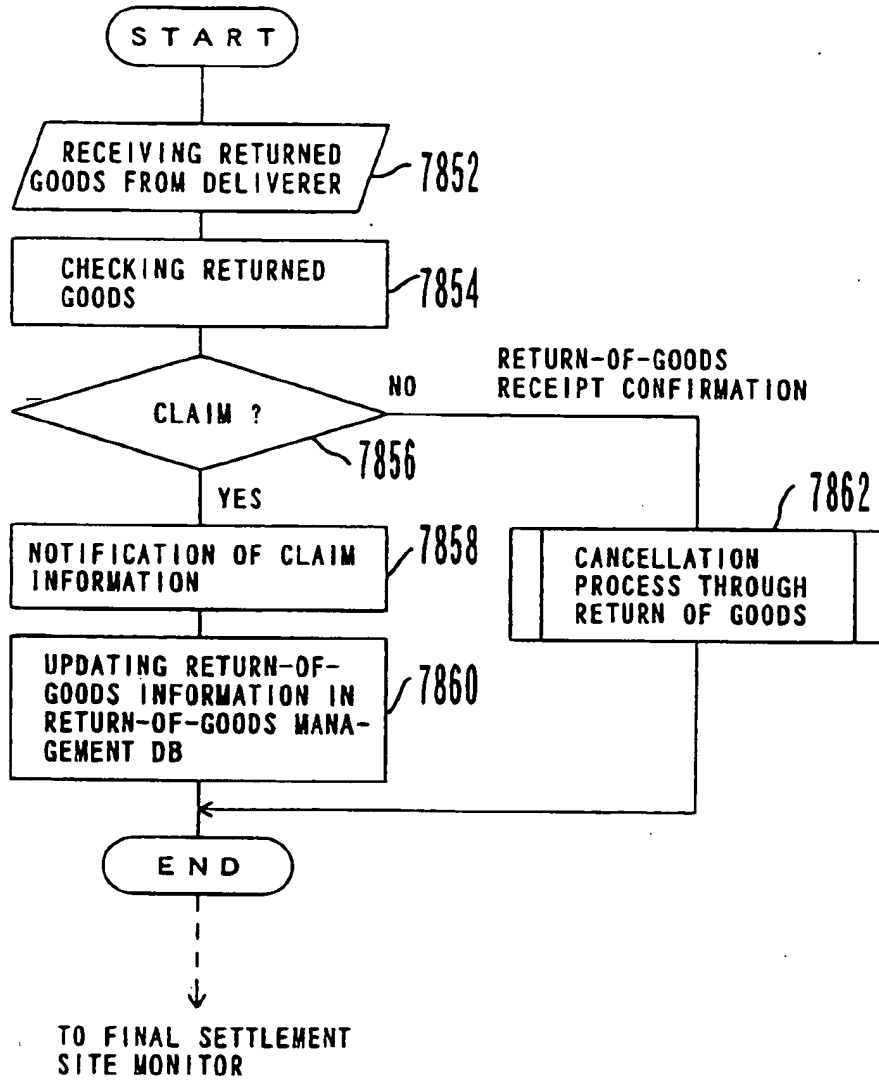 START
RECEIVING RETURNED
GOODS FROM DELIVERER
7852
CHECKING RETURNED
GOODS
7854
CLAIM ?
7856
NO
RETURN-OF-GOODS
RECEIPT CONFIRMATION
YES
NOTIFICATION OF CLAIM
INFORMATION
7858
7862
CANCELLATION
PROCESS THROUGH
RETURN OF GOODS
UPDATING RETURN-OF-
GOODS INFORMATION IN
RETURN-OF-GOODS MANA-
GEMENT DB
7860
END
TO FINAL SETTLEMENT
SITE MONITOR